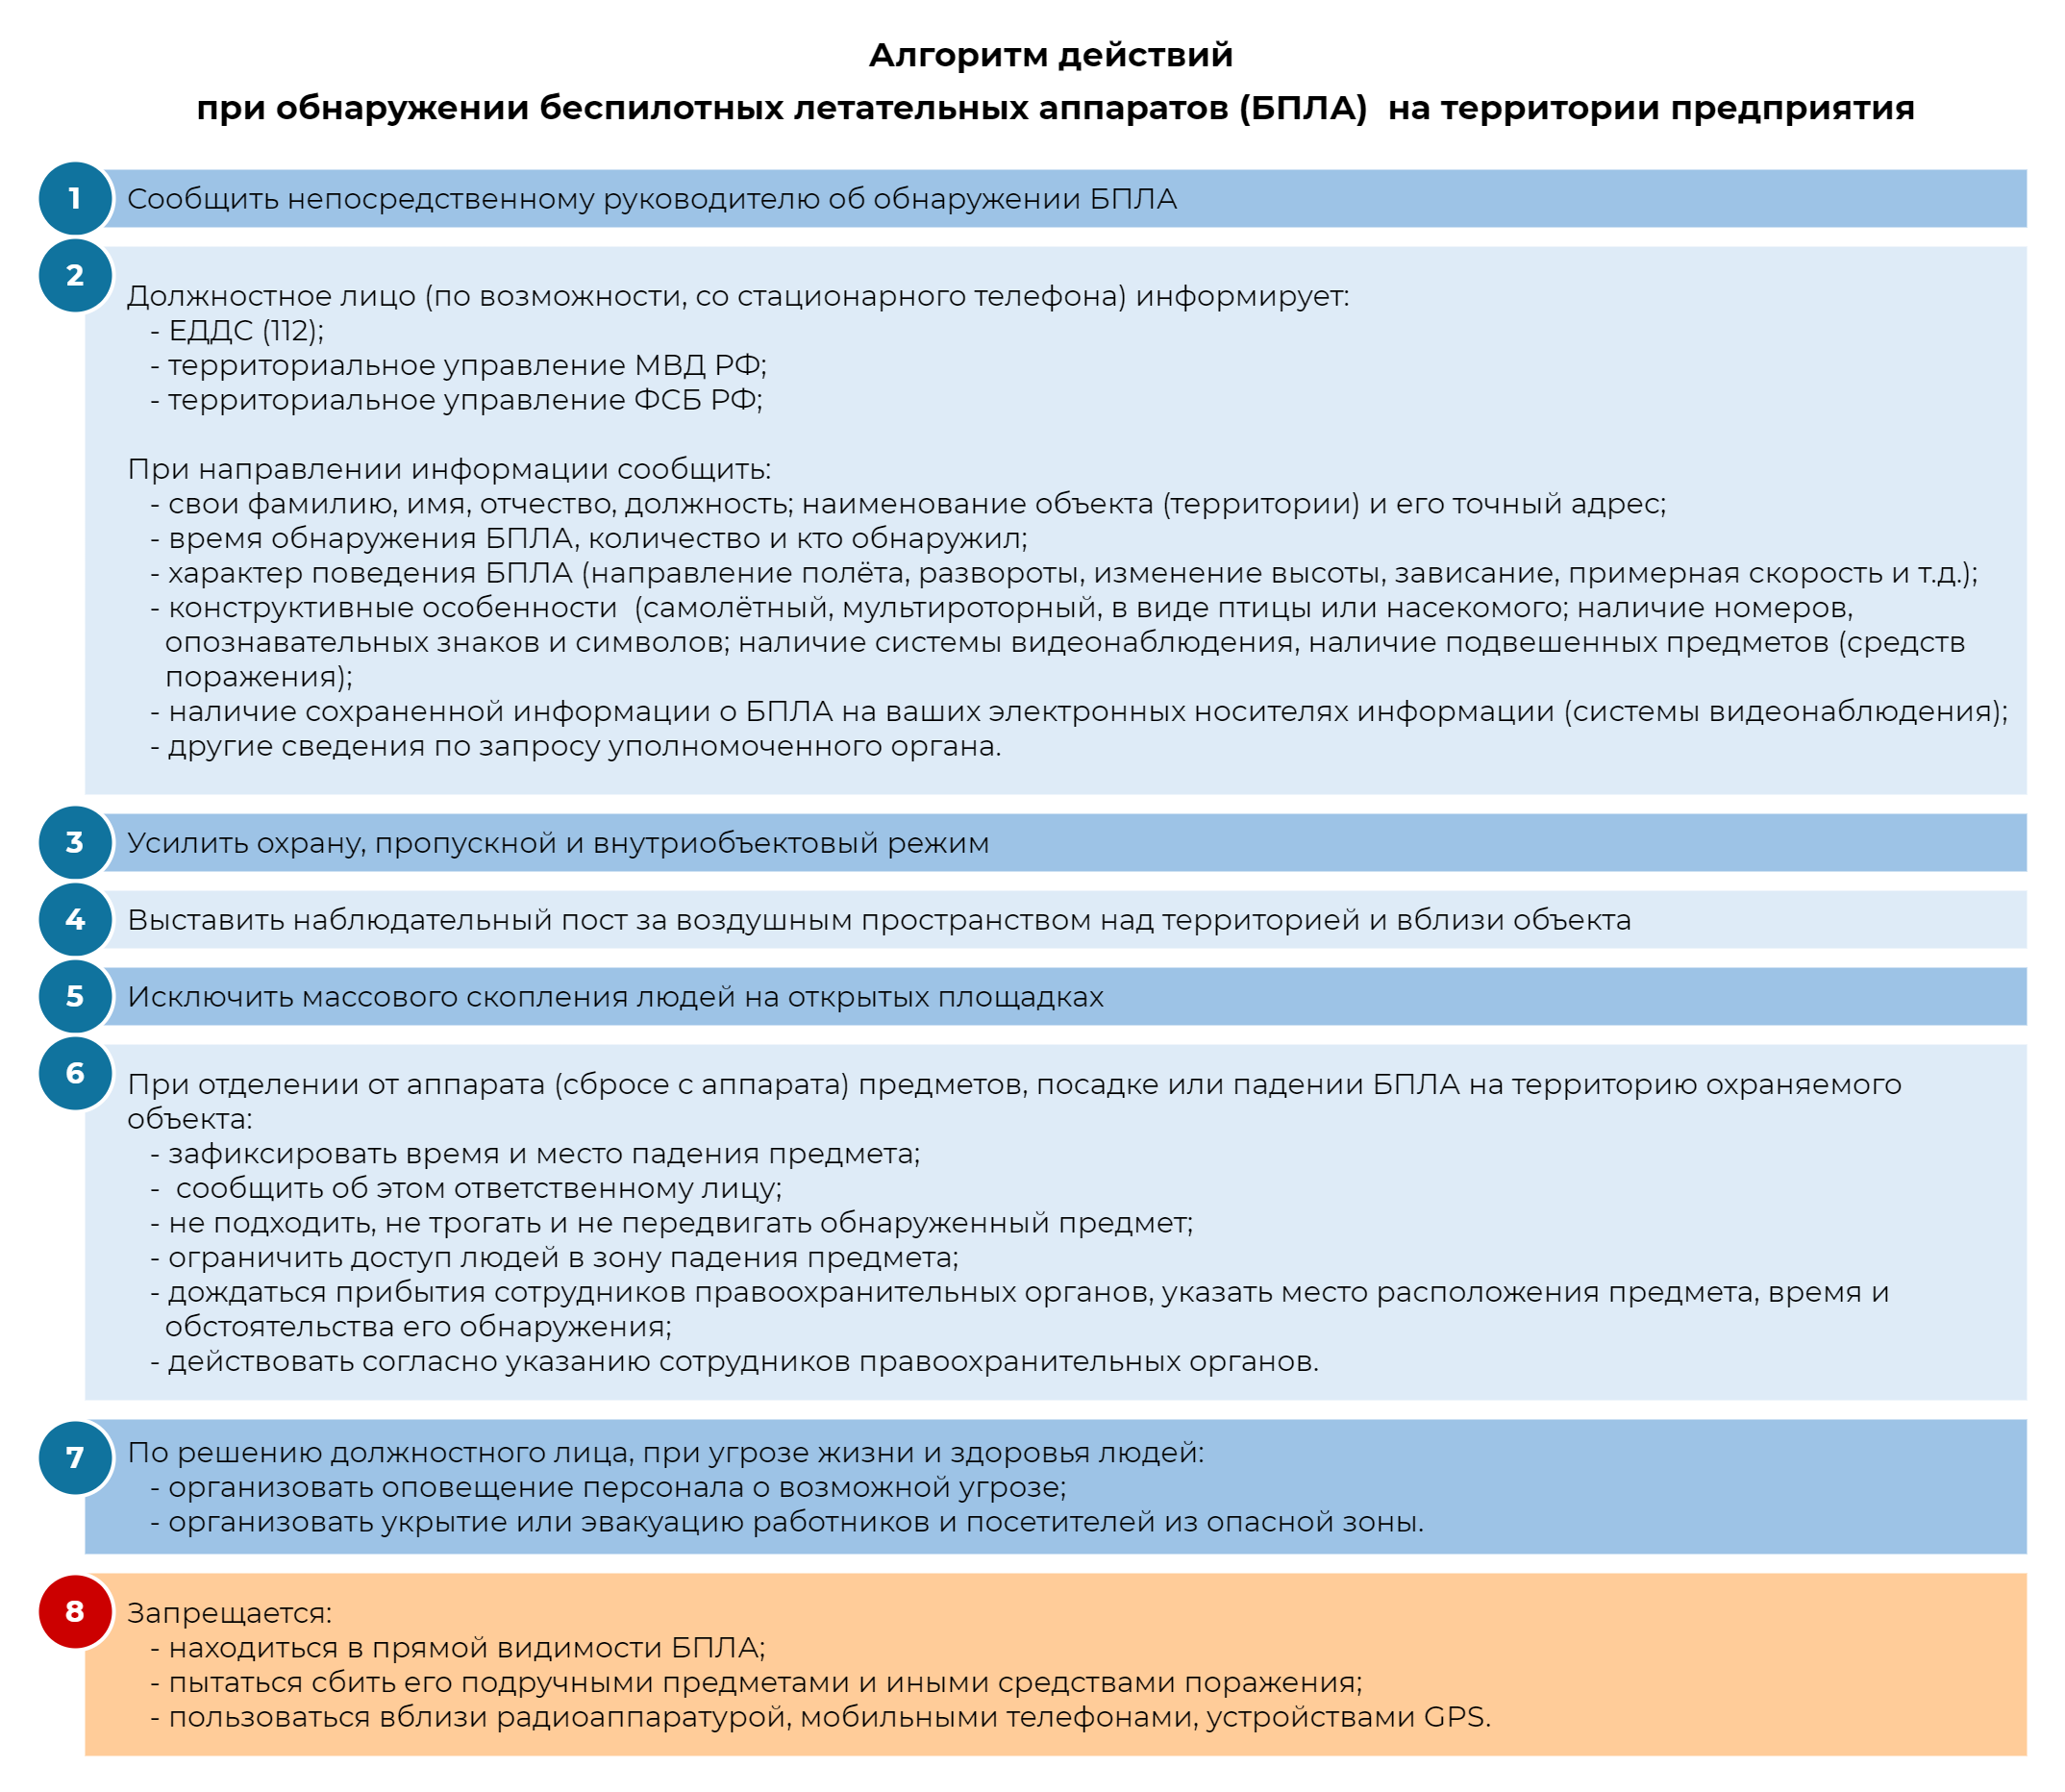 Алгоритм действий
при обнаружении беспилотных летательных аппаратов (БПЛА) на территории предприятия
1 Сообщить непосредственному руководителю об обнаружении БПЛА
2
Должностное лицо (по возможности, со стационарного телефона) информирует:
- ЕДДС (112);
- территориальное управление МВД РФ;
- территориальное управление ФСБ РФ;
При направлении информации сообщить:
- свои фамилию, имя, отчество, должность; наименование объекта (территории) и его точный адрес;
- время обнаружения БПЛА, количество и кто обнаружил;
- характер поведения БПЛА (направление полёта, развороты, изменение высоты, зависание, примерная скорость и т.д.);
- конструктивные особенности (самолётный, мультироторный, в виде птицы или насекомого; наличие номеров,
опознавательных знаков и символов; наличие системы видеонаблюдения, наличие подвешенных предметов (средств
поражения);
- наличие сохраненной информации о БПЛА на ваших электронных носителях информации (системы видеонаблюдения);
- другие сведения по запросу уполномоченного органа.
3 Усилить охрану, пропускной и внутриобъектовый режим
4 Выставить наблюдательный пост за воздушным пространством над территорией и вблизи объекта
5 Исключить массового скопления людей на открытых площадках
6
При отделении от аппарата (сбросе с аппарата) предметов, посадке или падении БПЛА на территорию охраняемого
объекта:
- зафиксировать время и место падения предмета;
- сообщить об этом ответственному лицу;
- не подходить, не трогать и не передвигать обнаруженный предмет;
- ограничить доступ людей в зону падения предмета;
- дождаться прибытия сотрудников правоохранительных органов, указать место расположения предмета, время и
обстоятельства его обнаружения;
- действовать согласно указанию сотрудников правоохранительных органов.
7 По решению должностного лица, при угрозе жизни и здоровья людей:
- организовать оповещение персонала о возможной угрозе;
- организовать укрытие или эвакуацию работников и посетителей из опасной зоны.
8 Запрещается:
- находиться в прямой видимости БПЛА;
- пытаться сбить его подручными предметами и иными средствами поражения;
- пользоваться вблизи радиоаппаратурой, мобильными телефонами, устройствами GPS.